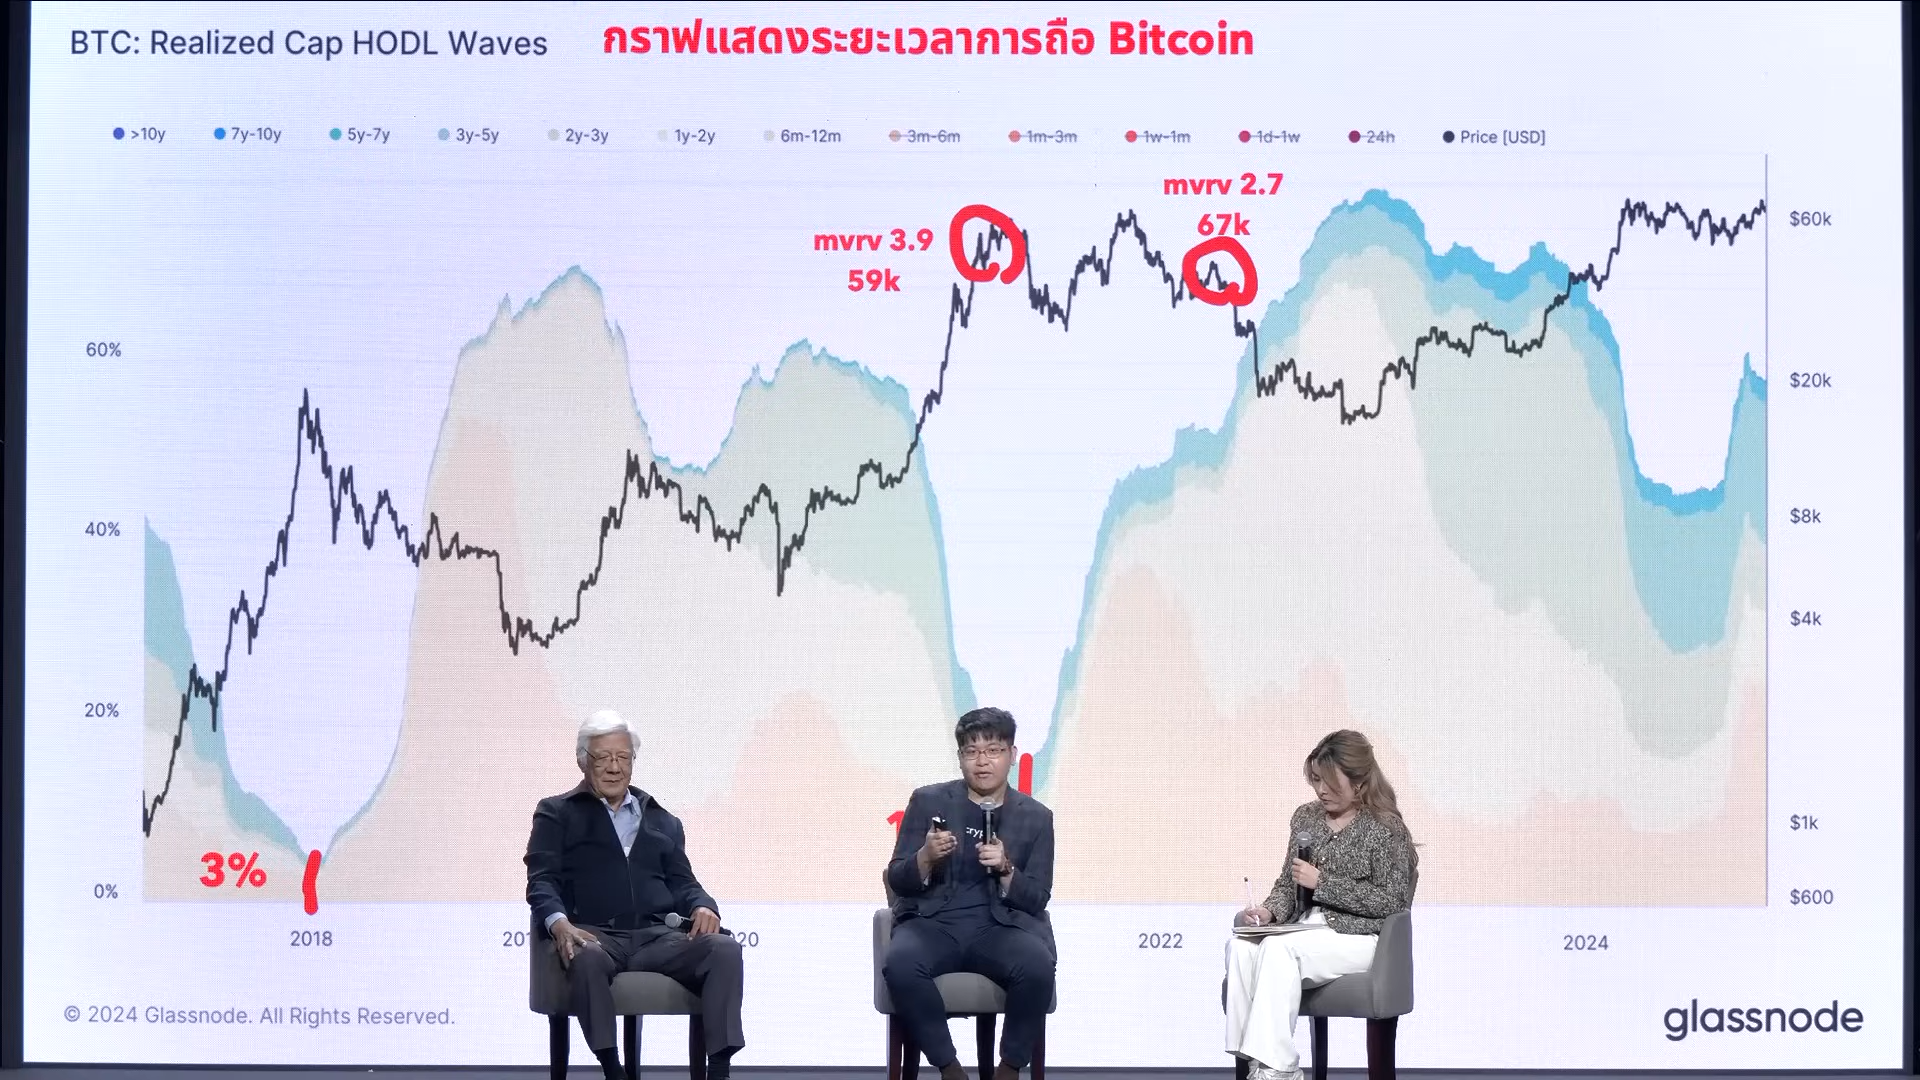 BTC: Realized Cap HODL Waves
กราฟแสดงระยะเวลาการถือ Bitcoin
>10y 7y-10y 5y-7y 3y-5y 2y-3y 1y-2y 6m-12m 3m-6m 1m-3m 1w-1m 1d-1w 24h Price [USD]
mvrv 2.7
67k
mvrv 3.9
59k
60%
40%
20%
0%
$60k
$20k
$8k
$4k
$1k
$600
3%
2018
2022
2024
© 2024 Glassnode. All Rights Reserved.
glassnode